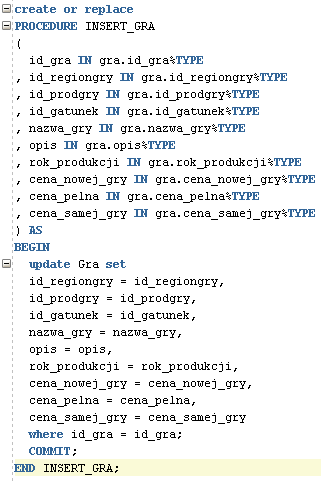 create or replace
PROCEDURE INSERT_GRA
(
id_gra IN gra.id_gra%TYPE
, id_regiongry IN gra.id_regiongry%TYPE
, id_prodgry IN gra.id_prodgry%TYPE
, id_gatunek IN gra.id_gatunek%TYPE
, nazwa_gry IN gra.nazwa_gry%TYPE
, opis IN gra.opis%TYPE
, rok_produkcji IN gra.rok_produkcji%TYPE
, cena_nowej_gry IN gra.cena_nowej_gry%TYPE
, cena_pelna IN gra.cena_pelna%TYPE
, cena_samej_gry IN gra.cena_samej_gry%TYPE
) AS
BEGIN
update Gra set
id_regiongry = id_regiongry,
id_prodgry = id_prodgry,
id_gatunek = id_gatunek,
nazwa_gry = nazwa_gry,
opis = opis,
rok_produkcji = rok_produkcji,
cena_nowej_gry = cena_nowej_gry,
cena_pelna = cena_pelna,
cena_samej_gry = cena_samej_gry
where id_gra = id_gra;
COMMIT;
END INSERT_GRA;